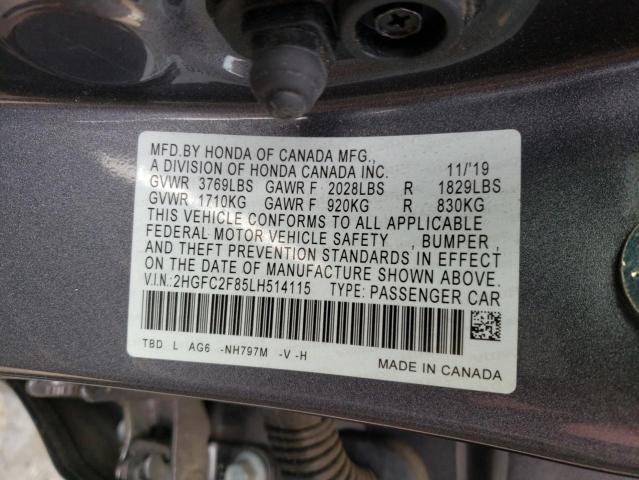 MFD.BY HONDA OF CANADA MFG.,
A DIVISION OF HONDA CANADA INC. 11/'19
GVWR 3769LBS GAWR F 2028LBS R 1829LBS
GVWR 1710KG GAWR F 920KG R 830KG
THIS VEHICLE CONFORMS TO ALL APPLICABLE
FEDERAL MOTOR VEHICLE SAFETY , BUMPER,
AND THEFT PREVENTION STANDARDS IN EFFECT
ON THE DATE OF MANUFACTURE SHOWN ABOVE.
V.I.N.:2HGFC2F85LH514115 TYPE: PASSENGER CAR
TBD L AG6 -NH797M -V -H
MADE IN CANADA